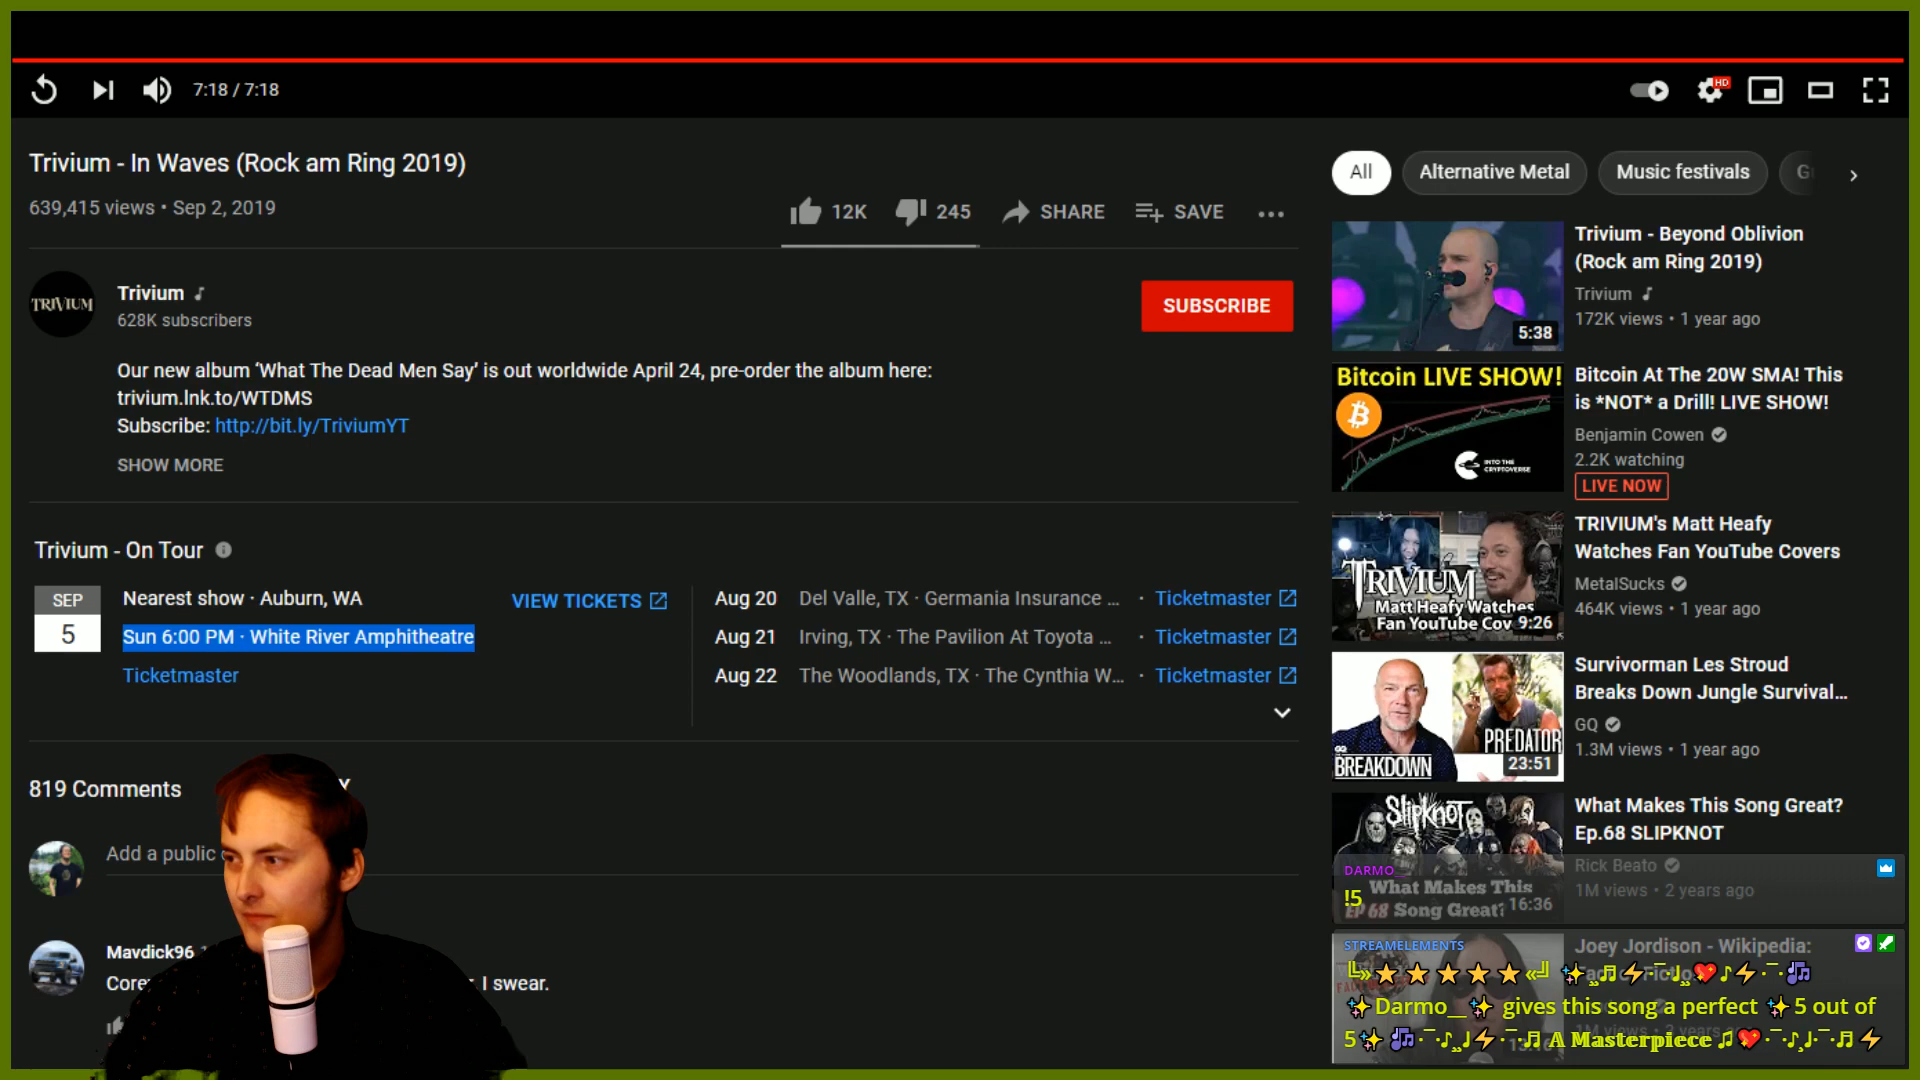 7:18 / 7:18
HD
Trivium - In Waves (Rock am Ring 2019)
639,415 views • Sep 2, 2019
12K
245
SHARE
SAVE
TRIVIUM
Trivium
628K subscribers
SUBSCRIBE
Our new album ‘What The Dead Men Say’ is out worldwide April 24, pre-order the album here:
trivium.lnk.to/WTDMS
Subscribe: http://bit.ly/TriviumYT
SHOW MORE
Trivium - On Tour
SEP
5
Nearest show · Auburn, WA
Sun 6:00 PM · White River Amphitheatre
Ticketmaster
VIEW TICKETS
Aug 20 Del Valle, TX · Germania Insurance ... · Ticketmaster
Aug 21 Irving, TX · The Pavilion At Toyota ... · Ticketmaster
Aug 22 The Woodlands, TX · The Cynthia W... · Ticketmaster
819 Comments
Add a public
Mavdick96
I swear.
All
Alternative Metal
Music festivals
5:38
Trivium - Beyond Oblivion
(Rock am Ring 2019)
Trivium
172K views • 1 year ago
Bitcoin LIVE SHOW!
INTO THE
CRYPTOVERSE
Bitcoin At The 20W SMA! This
is *NOT* a Drill! LIVE SHOW!
Benjamin Cowen
2.2K watching
LIVE NOW
TRIVIUM
Matt Heafy Watches
Fan YouTube Cov
9:26
TRIVIUM's Matt Heafy
Watches Fan YouTube Covers
MetalSucks
464K views • 1 year ago
GQ
BREAKDOWN
PREDATOR
23:51
Survivorman Les Stroud
Breaks Down Jungle Survival...
GQ
1.3M views • 1 year ago
Slipknot
What Makes This
EP 68 Song Great?
16:36
What Makes This Song Great?
Ep.68 SLIPKNOT
Rick Beato
1M views • 2 years ago
DARMO__
!5
Joey Jordison - Wikipedia:
STREAMELEMENTS
╚»★ ★ ★ ★ ★«╝ ✨¸¸♬⚡·¯·♩¸¸💖♪⚡·¯·🎶
✨Darmo__✨ gives this song a perfect ✨5 out of
5✨ 🎶·¯·♪¸¸♩⚡·¯·♬ A Masterpiece ♫💖·¯·♪¸♩·¯·♬⚡